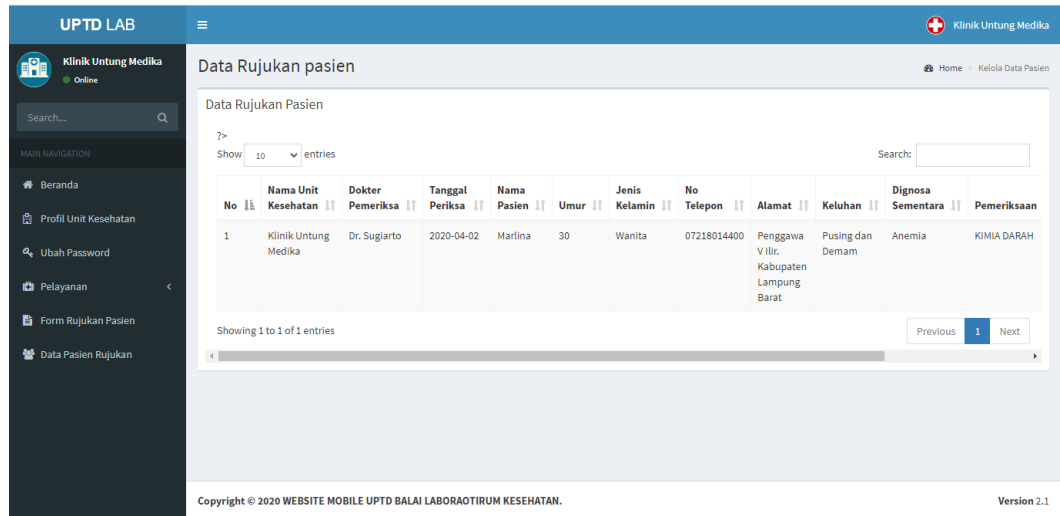 UPTD LAB
Klinik Untung Medika
Klinik Untung Medika
Online
Search...
MAIN NAVIGATION
Beranda
Profil Unit Kesehatan
Ubah Password
Pelayanan
Form Rujukan Pasien
Data Pasien Rujukan
Data Rujukan pasien
Home > Kelola Data Pasien
Data Rujukan Pasien
?>
Show 10 entries
Search:
No Nama Unit Kesehatan Dokter Pemeriksa Tanggal Periksa Nama Pasien Umur Jenis Kelamin No Telepon Alamat Keluhan Dignosa Sementara Pemeriksaan
1 Klinik Untung Medika Dr. Sugiarto 2020-04-02 Marlina 30 Wanita 07218014400 Penggawa V Ilir. Kabupaten Lampung Barat Pusing dan Demam Anemia KIMIA DARAH
Showing 1 to 1 of 1 entries
Previous 1 Next
Copyright © 2020 WEBSITE MOBILE UPTD BALAI LABORAOTIRUM KESEHATAN.
Version 2.1